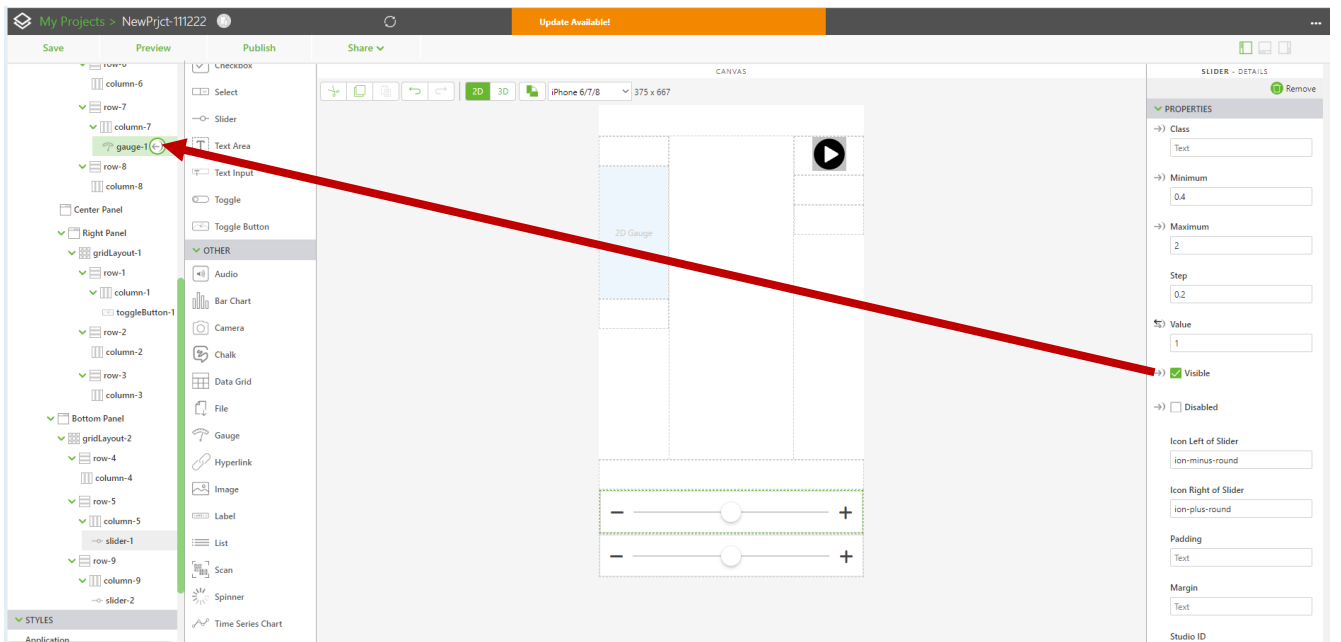 My Projects > NewPrjct-111222
Update Available!
Save
Preview
Publish
Share
row-6
column-6
row-7
column-7
gauge-1
row-8
column-8
Center Panel
Right Panel
gridLayout-1
row-1
column-1
toggleButton-1
row-2
column-2
row-3
column-3
Bottom Panel
gridLayout-2
row-4
column-4
row-5
column-5
slider-1
row-9
column-9
slider-2
STYLES
Application
Checkbox
Select
Slider
Text Area
Text Input
Toggle
Toggle Button
OTHER
Audio
Bar Chart
Camera
Chalk
Data Grid
File
Gauge
Hyperlink
Image
Label
List
Scan
Spinner
Time Series Chart
CANVAS
2D 3D
iPhone 6/7/8
375 x 667
2D Gauge
SLIDER - DETAILS
Remove
PROPERTIES
Class
Text
Minimum
0.4
Maximum
2
Step
0.2
Value
1
Visible
Disabled
Icon Left of Slider
ion-minus-round
Icon Right of Slider
ion-plus-round
Padding
Text
Margin
Text
Studio ID